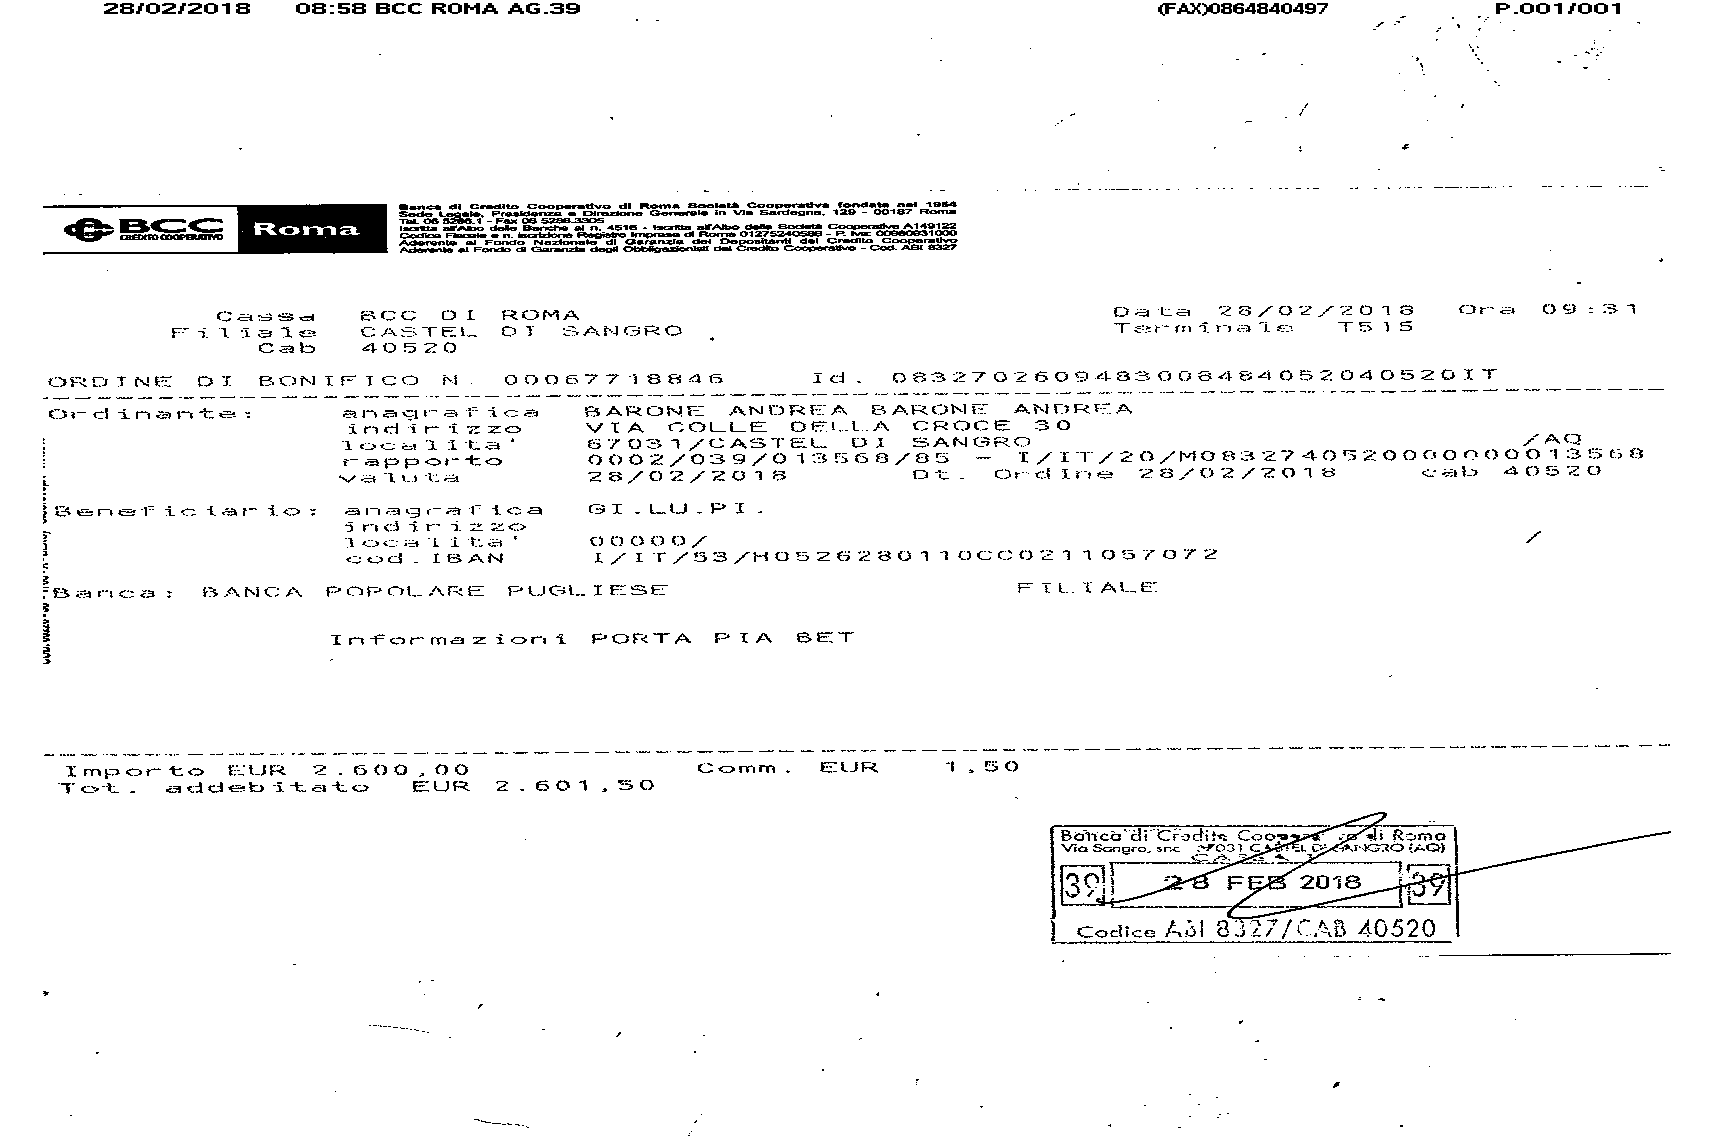 28/02/2018 08:58 BCC ROMA AG.39 (FAX)0864840497 P.001/001
BCC CREDITO COOPERATIVO Roma
Banca di Credito Cooperativo di Roma Società Cooperativa fondata nel 1954
Sede Legale, Presidenza e Direzione Generale in Via Sardegna, 129 - 00187 Roma
Tel. 06 5286.1 - Fax 06 5286.3305
Iscritta all'Albo delle Banche al n. 4516 - Iscritta all'Albo delle Società Cooperative A149122
Codice Fiscale e n. iscrizione Registro Imprese di Roma 01275240586 - P. Iva: 00980931000
Aderente al Fondo Nazionale di Garanzia dei Depositanti del Credito Cooperativo
Aderente al Fondo di Garanzia degli Obbligazionisti del Credito Cooperativo - Cod. ABI 8327
Cassa BCC DI ROMA Data 28/02/2018 Ora 09:31
Filiale CASTEL DI SANGRO Terminale T515
Cab 40520
ORDINE DI BONIFICO N. 00067718846 Id. 0832702609483008484052040520IT
Ordinante: anagrafica BARONE ANDREA BARONE ANDREA
indirizzo VIA COLLE DELLA CROCE 30
localita' 67031/CASTEL DI SANGRO /AQ
rapporto 0002/039/013568/85 - I/IT/20/M0832740520000000013568
valuta 28/02/2018 Dt. Ordine 28/02/2018 cab 40520
Beneficiario: anagrafica GI.LU.PI.
indirizzo
localita' 00000/ /
cod.IBAN I/IT/53/M0526280110CC0211057072
Banca: BANCA POPOLARE PUGLIESE FILIALE
Informazioni PORTA PIA BET
Importo EUR 2.600,00 Comm. EUR 1,50
Tot. addebitato EUR 2.601,50
Banca di Credito Cooperativo di Roma
Via Sangro, snc 67031 CASTEL DI SANGRO (AQ)
39 28 FEB 2018 39
Codice ABI 8327/CAB 40520